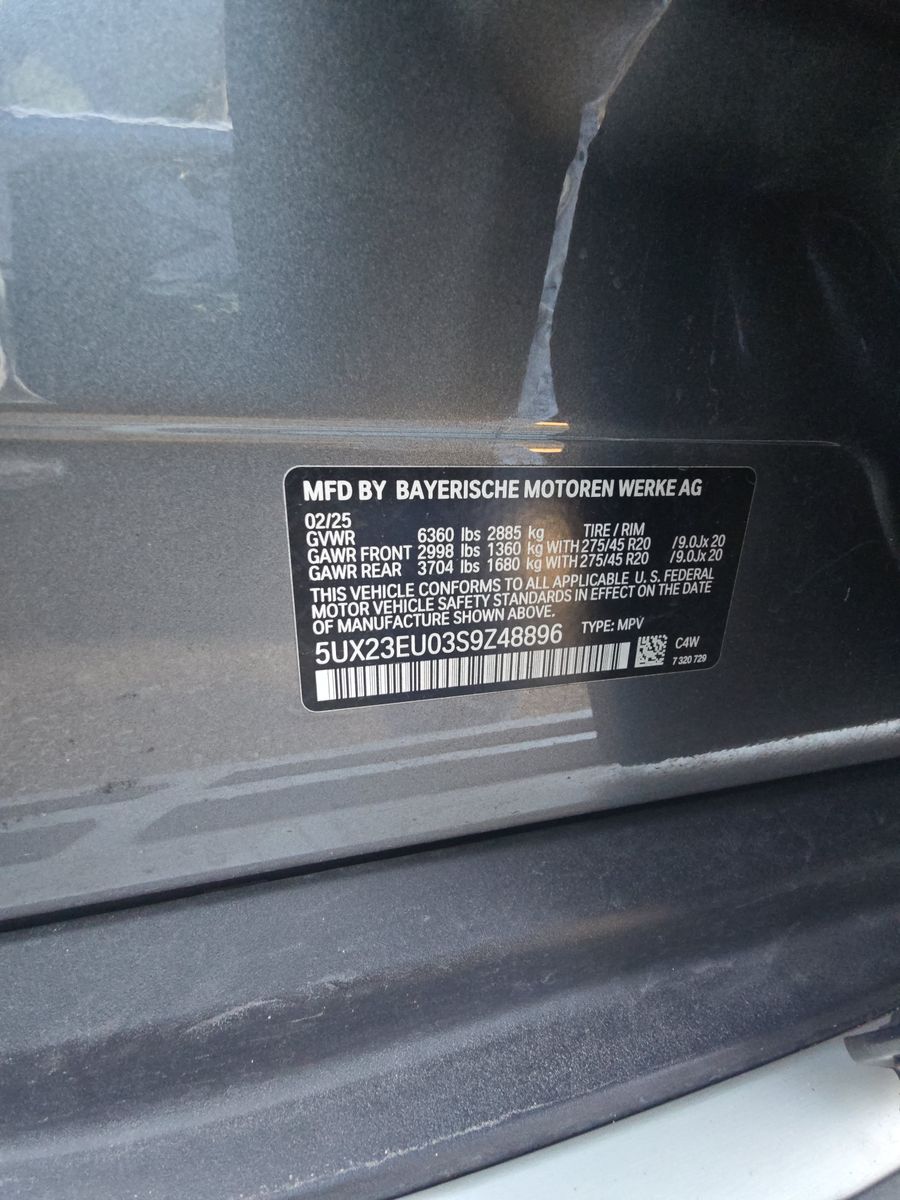 MFD BY BAYERISCHE MOTOREN WERKE AG
02/25
GVWR 6360 lbs 2885 kg TIRE / RIM
GAWR FRONT 2998 lbs 1360 kg WITH 275/45 R20 /9.0Jx 20
GAWR REAR 3704 lbs 1680 kg WITH 275/45 R20 /9.0Jx 20
THIS VEHICLE CONFORMS TO ALL APPLICABLE U. S. FEDERAL
MOTOR VEHICLE SAFETY STANDARDS IN EFFECT ON THE DATE
OF MANUFACTURE SHOWN ABOVE.
5UX23EU03S9Z48896 TYPE: MPV
C4W
7 320 729